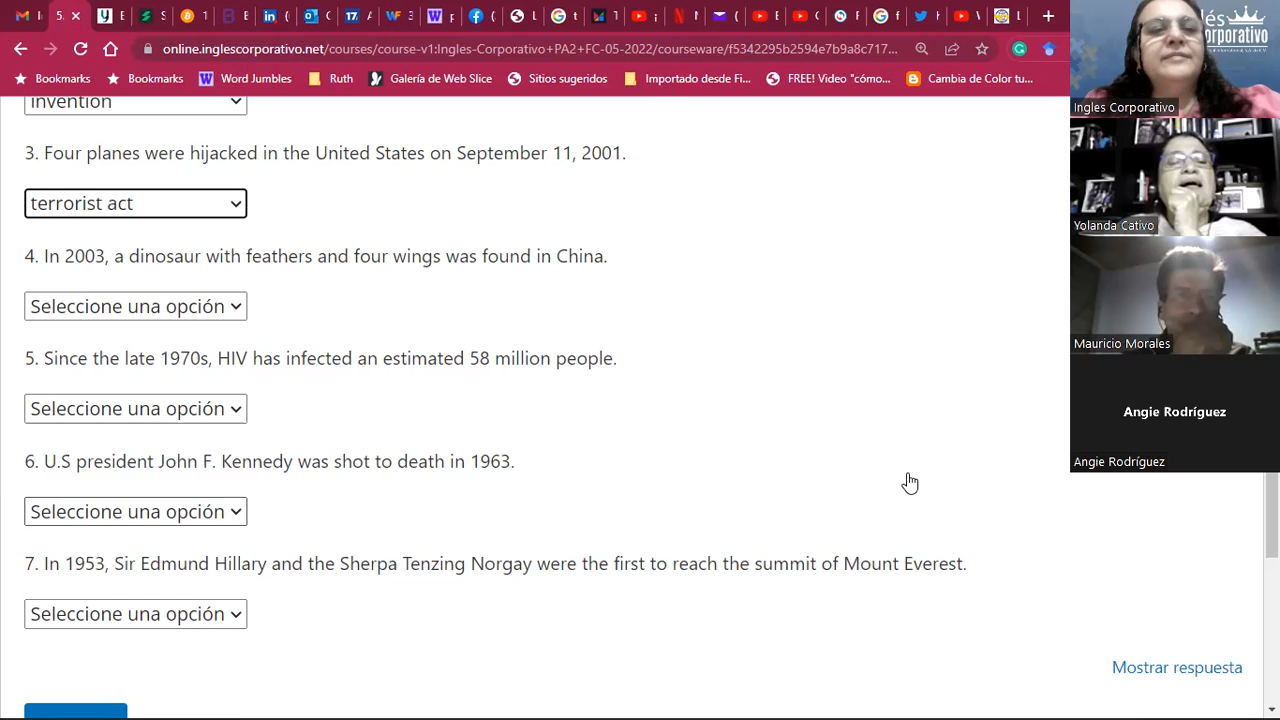 5.
(
W
p
(
L
t
T
¡
N
(
E
C
F
f
T
V
L
online.inglescorporativo.net/courses/course-v1:Ingles-Corporativo+PA2+FC-05-2022/courseware/f5342295b2594e7b9a8c717...
Bookmarks Bookmarks Word Jumbles Ruth Galería de Web Slice Sitios sugeridos Importado desde Fi... FREE! Video "cómo... Cambia de Color tu...
invention
3. Four planes were hijacked in the United States on September 11, 2001.
terrorist act
4. In 2003, a dinosaur with feathers and four wings was found in China.
Seleccione una opción
5. Since the late 1970s, HIV has infected an estimated 58 million people.
Seleccione una opción
6. U.S president John F. Kennedy was shot to death in 1963.
Seleccione una opción
7. In 1953, Sir Edmund Hillary and the Sherpa Tenzing Norgay were the first to reach the summit of Mount Everest.
Seleccione una opción
Mostrar respuesta
Ingles Corporativo
Yolanda Cativo
Mauricio Morales
Angie Rodríguez
Angie Rodríguez